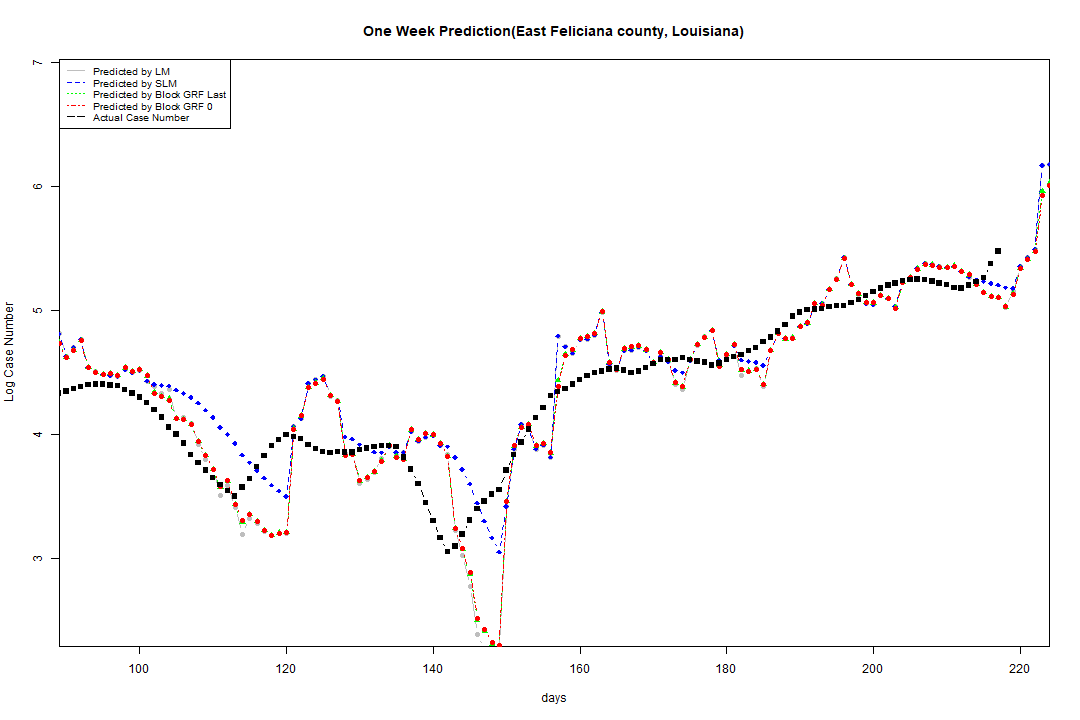 One Week Prediction(East Feliciana county, Louisiana)
Predicted by LM
Predicted by SLM
Predicted by Block GRF Last
Predicted by Block GRF 0
Actual Case Number
Log Case Number
7
6
5
4
3
100 120 140 160 180 200 220
days